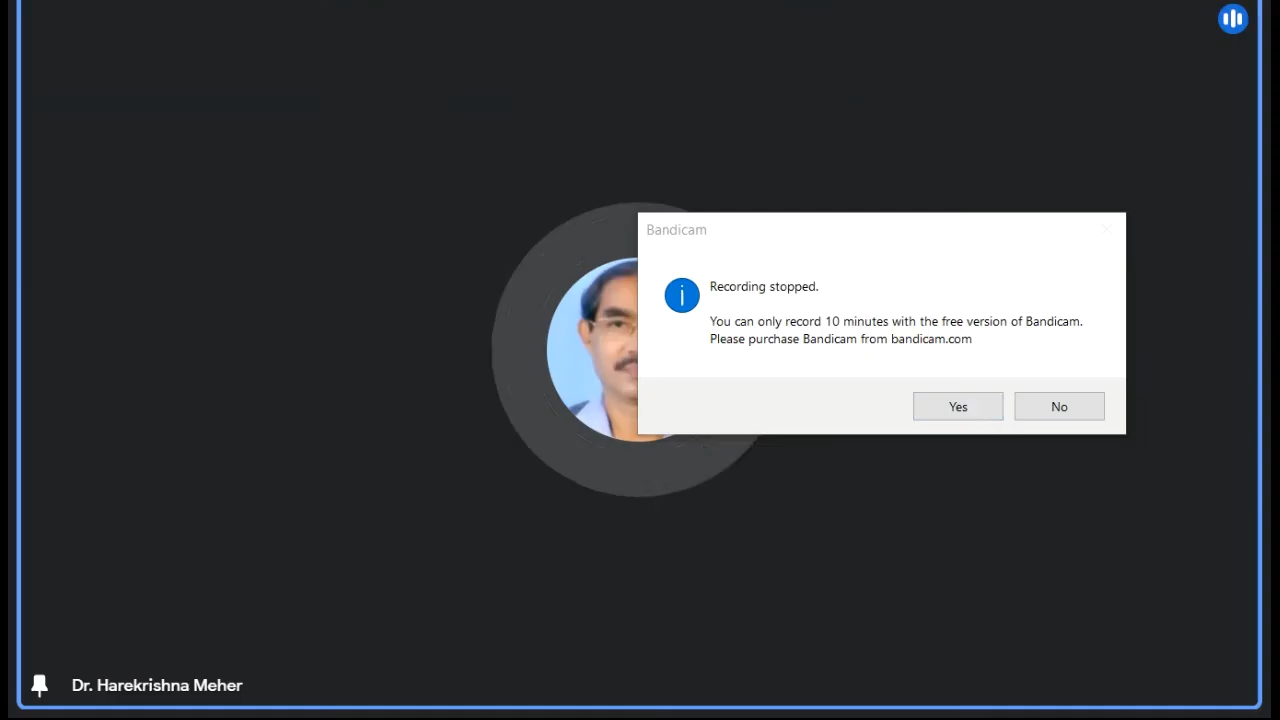 Bandicam
Recording stopped.
You can only record 10 minutes with the free version of Bandicam.
Please purchase Bandicam from bandicam.com
Yes
No
Dr. Harekrishna Meher